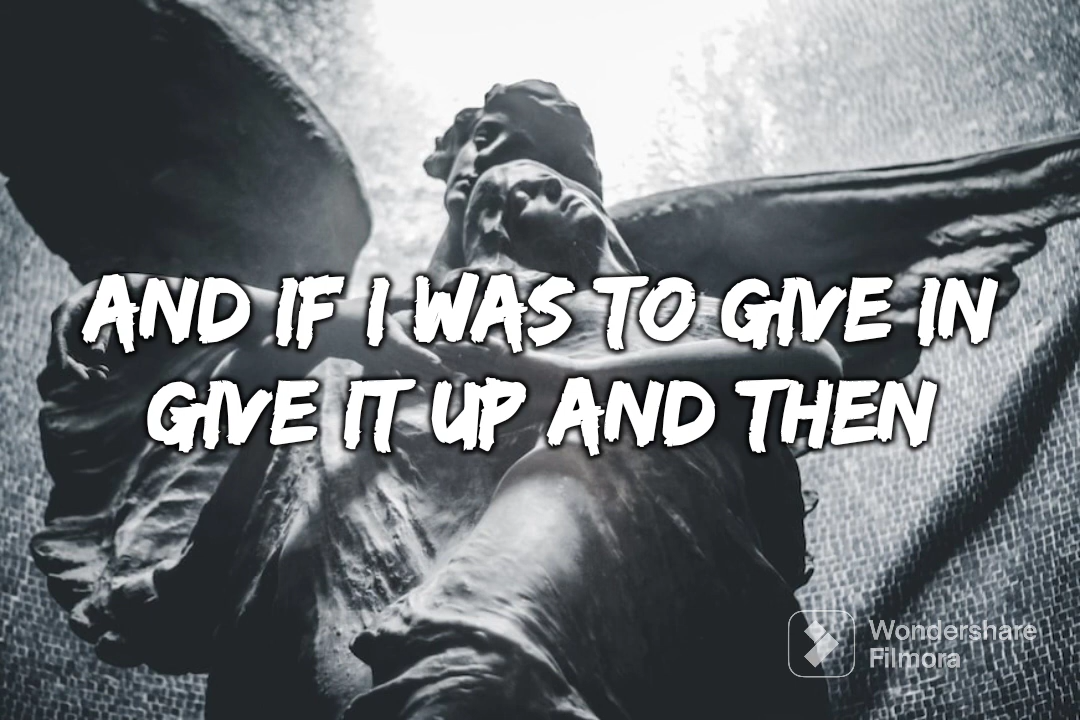 AND IF I WAS TO GIVE IN
GIVE IT UP AND THEN
Wondershare
Filmora